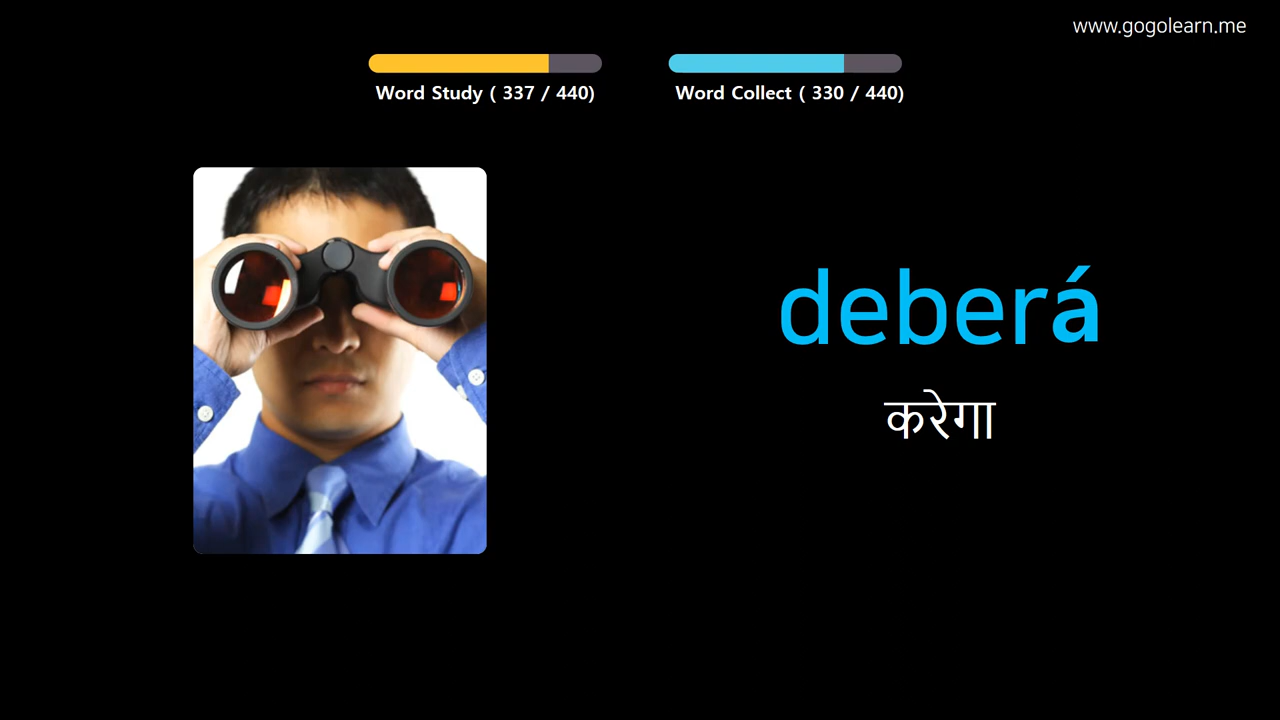 www.gogolearn.me
Word Study ( 337 / 440)
Word Collect ( 330 / 440)
deberá
करेगा